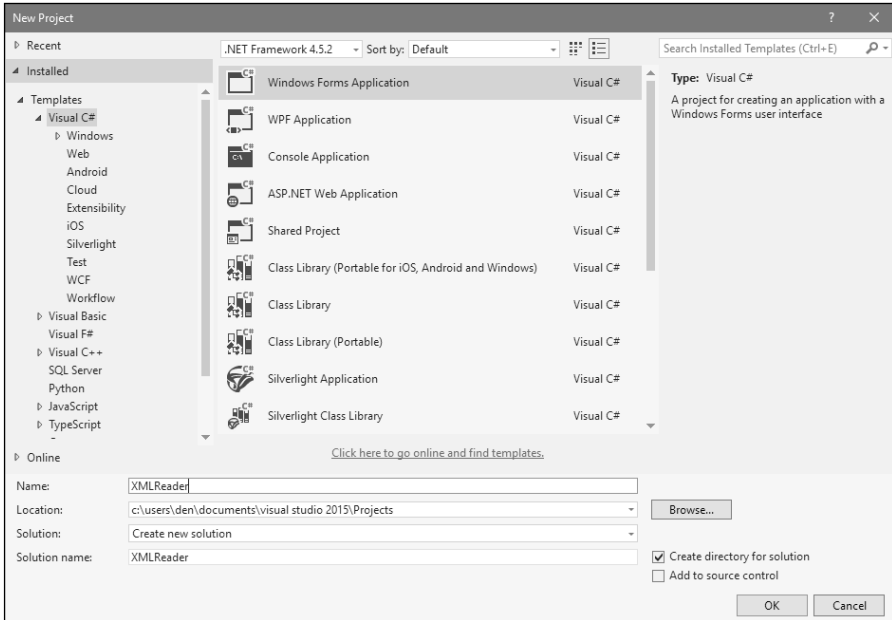 New Project ? ×
Recent
.NET Framework 4.5.2 Sort by: Default
Search Installed Templates (Ctrl+E)
Installed
Templates
Visual C#
Windows
Web
Android
Cloud
Extensibility
iOS
Silverlight
Test
WCF
Workflow
Visual Basic
Visual F#
Visual C++
SQL Server
Python
JavaScript
TypeScript
Online
C# Windows Forms Application Visual C#
C# WPF Application Visual C#
C# C:\ Console Application Visual C#
C# ASP.NET Web Application Visual C#
C# Shared Project Visual C#
C# Class Library (Portable for iOS, Android and Windows) Visual C#
C# Class Library Visual C#
C# Class Library (Portable) Visual C#
C# Silverlight Application Visual C#
C# Silverlight Class Library Visual C#
Click here to go online and find templates.
Type: Visual C#
A project for creating an application with a
Windows Forms user interface
Name: XMLReader
Location: c:\users\den\documents\visual studio 2015\Projects Browse...
Solution: Create new solution
Solution name: XMLReader
Create directory for solution
Add to source control
OK Cancel